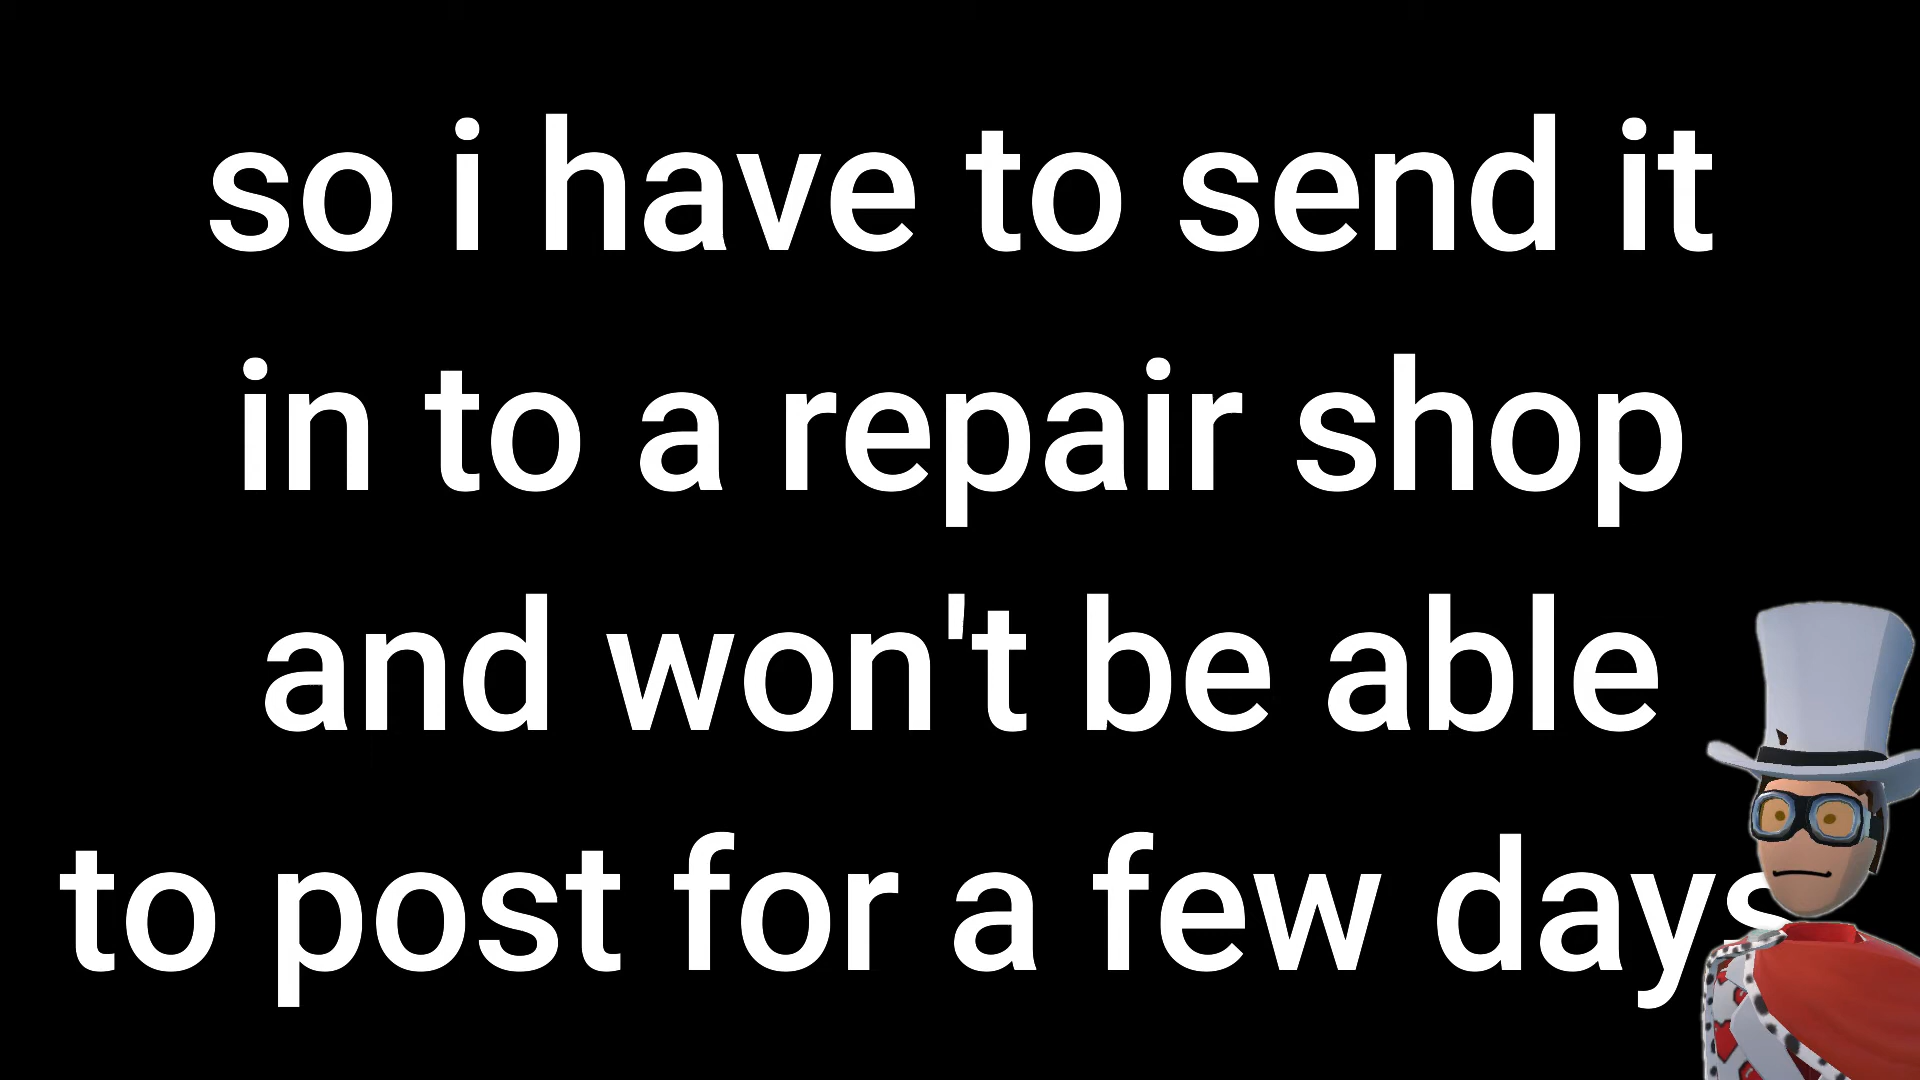 so i have to send it
in to a repair shop
and won't be able
to post for a few days